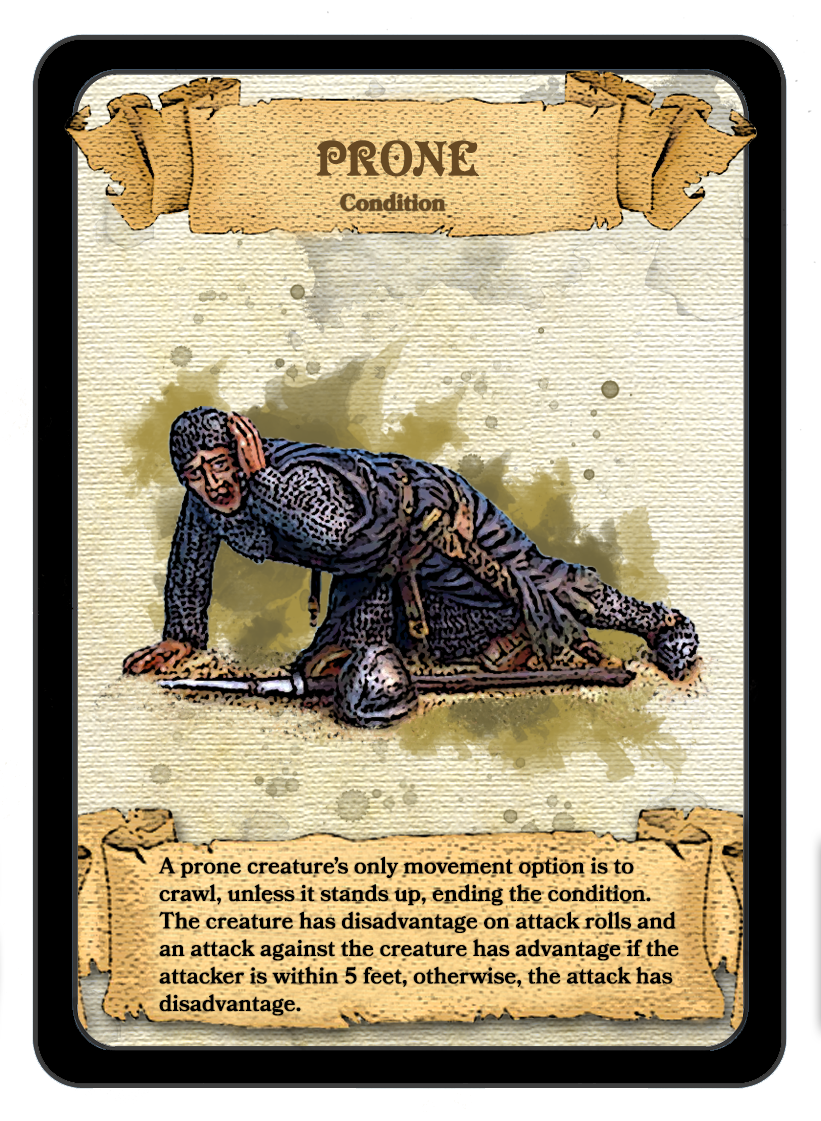 PRONE
Condition
A prone creature's only movement option is to
crawl, unless it stands up, ending the condition.
The creature has disadvantage on attack rolls and
an attack against the creature has advantage if the
attacker is within 5 feet, otherwise, the attack has
disadvantage.